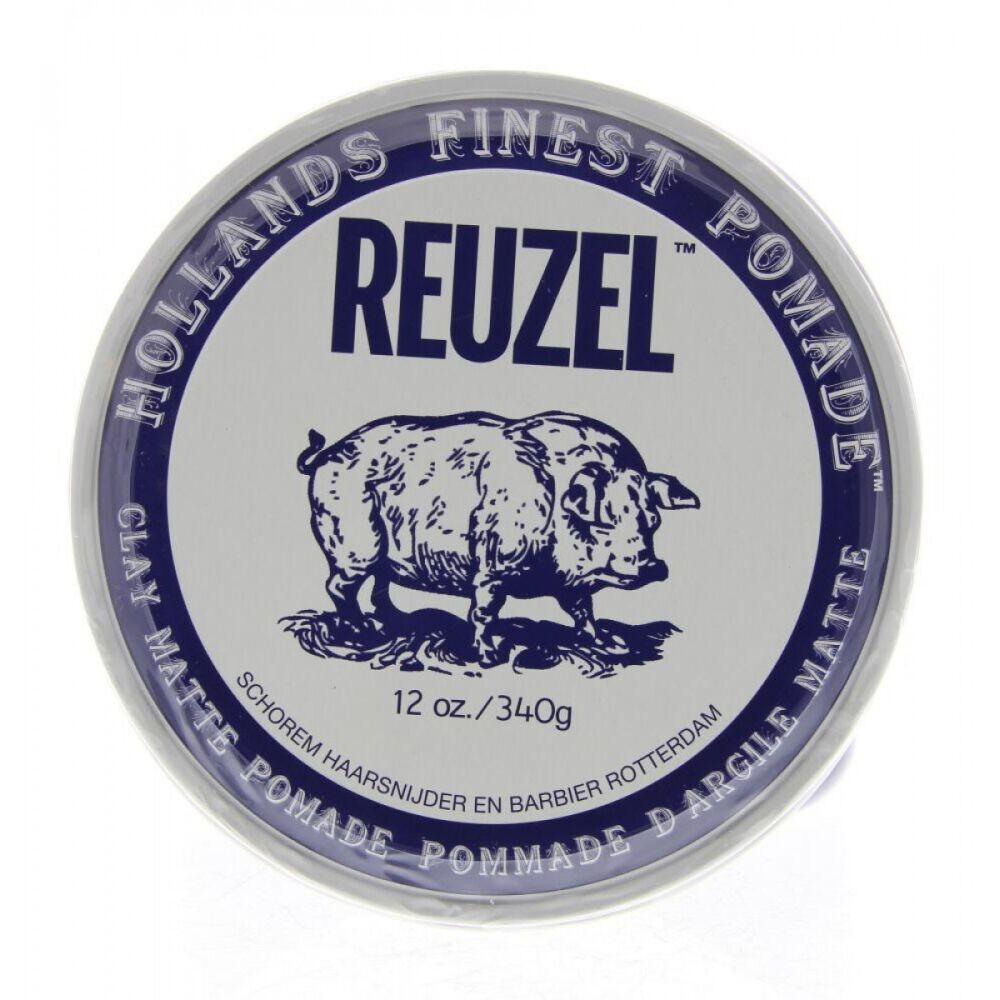 HOLLANDS FINEST POMADE™
REUZEL™
12 oz./340g
SCHOREM HAARSNIJDER EN BARBIER ROTTERDAM
CLAY MATTE POMADE POMMADE D'ARGILE MATTE